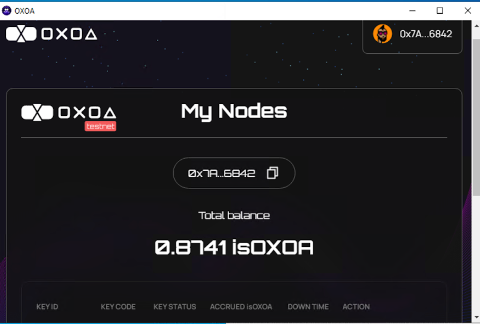 OXOA
OXOA
0x7A...6842
OXOA
testnet
My Nodes
0x7A...6842
Total balance
0.8741 isOXOA
KEY ID KEY CODE KEY STATUS ACCRUED isOXOA DOWN TIME ACTION